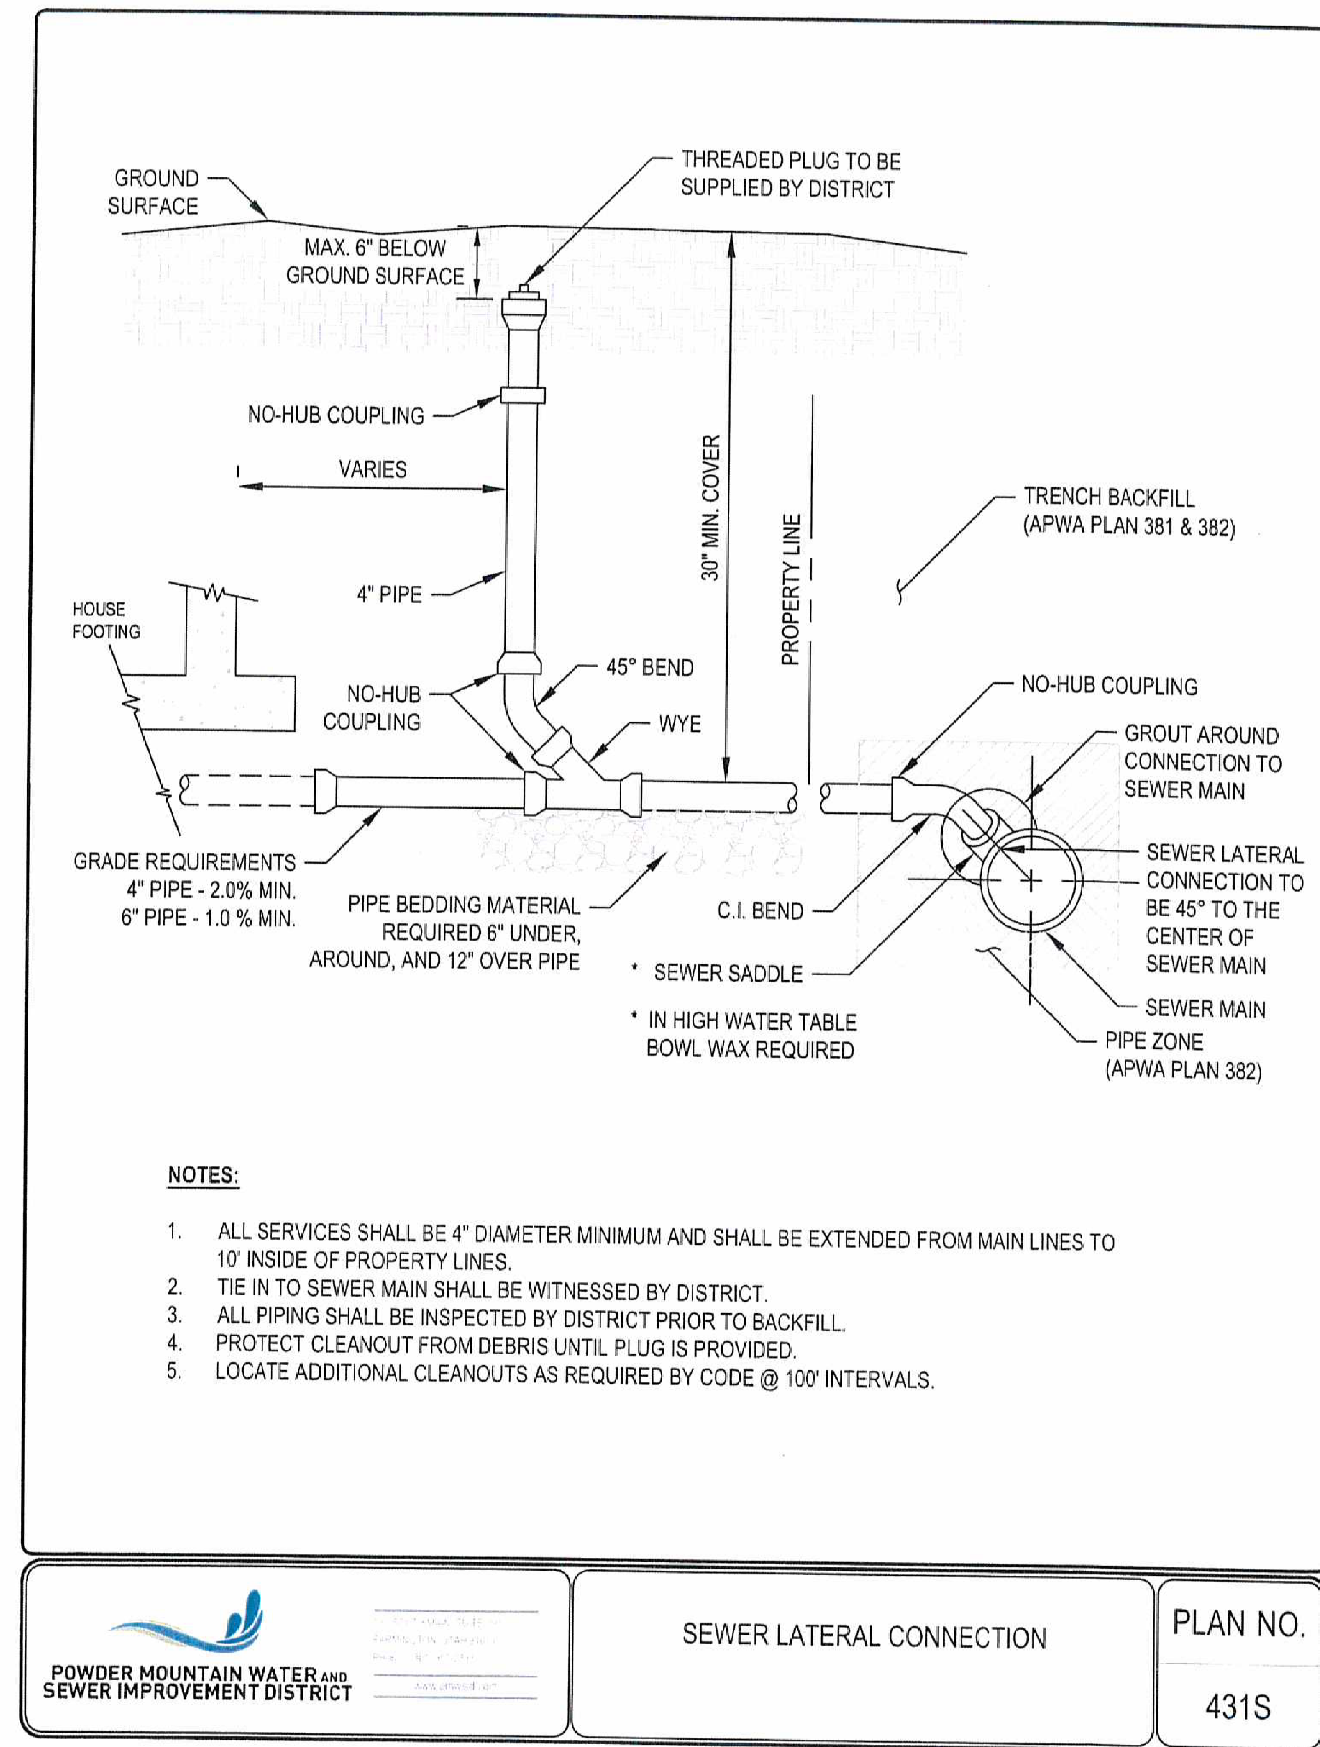 THREADED PLUG TO BE
SUPPLIED BY DISTRICT
GROUND
SURFACE
MAX. 6" BELOW
GROUND SURFACE
NO-HUB COUPLING
VARIES
30" MIN. COVER
PROPERTY LINE
TRENCH BACKFILL
(APWA PLAN 381 & 382)
4" PIPE
HOUSE
FOOTING
45° BEND
NO-HUB
COUPLING
WYE
NO-HUB COUPLING
GROUT AROUND
CONNECTION TO
SEWER MAIN
GRADE REQUIREMENTS
4" PIPE - 2.0% MIN.
6" PIPE - 1.0 % MIN.
PIPE BEDDING MATERIAL
REQUIRED 6" UNDER,
AROUND, AND 12" OVER PIPE
C.I. BEND
* SEWER SADDLE
* IN HIGH WATER TABLE
BOWL WAX REQUIRED
SEWER LATERAL
CONNECTION TO
BE 45° TO THE
CENTER OF
SEWER MAIN
SEWER MAIN
PIPE ZONE
(APWA PLAN 382)
NOTES:
1. ALL SERVICES SHALL BE 4" DIAMETER MINIMUM AND SHALL BE EXTENDED FROM MAIN LINES TO
10' INSIDE OF PROPERTY LINES.
2. TIE IN TO SEWER MAIN SHALL BE WITNESSED BY DISTRICT.
3. ALL PIPING SHALL BE INSPECTED BY DISTRICT PRIOR TO BACKFILL.
4. PROTECT CLEANOUT FROM DEBRIS UNTIL PLUG IS PROVIDED.
5. LOCATE ADDITIONAL CLEANOUTS AS REQUIRED BY CODE @ 100' INTERVALS.
POWDER MOUNTAIN WATER AND
SEWER IMPROVEMENT DISTRICT
SEWER LATERAL CONNECTION
PLAN NO.
431S